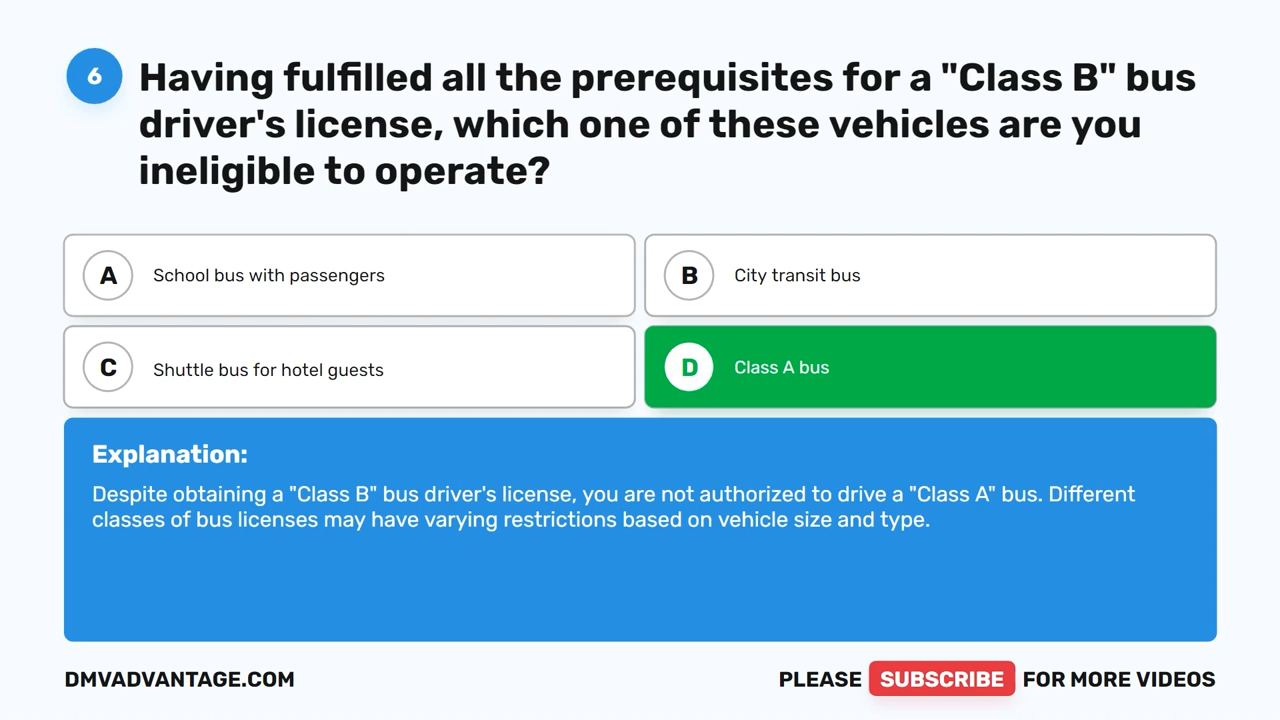 6
Having fulfilled all the prerequisites for a "Class B" bus
driver's license, which one of these vehicles are you
ineligible to operate?
A School bus with passengers
B City transit bus
C Shuttle bus for hotel guests
D Class A bus
Explanation:
Despite obtaining a "Class B" bus driver's license, you are not authorized to drive a "Class A" bus. Different
classes of bus licenses may have varying restrictions based on vehicle size and type.
DMVADVANTAGE.COM
PLEASE SUBSCRIBE FOR MORE VIDEOS